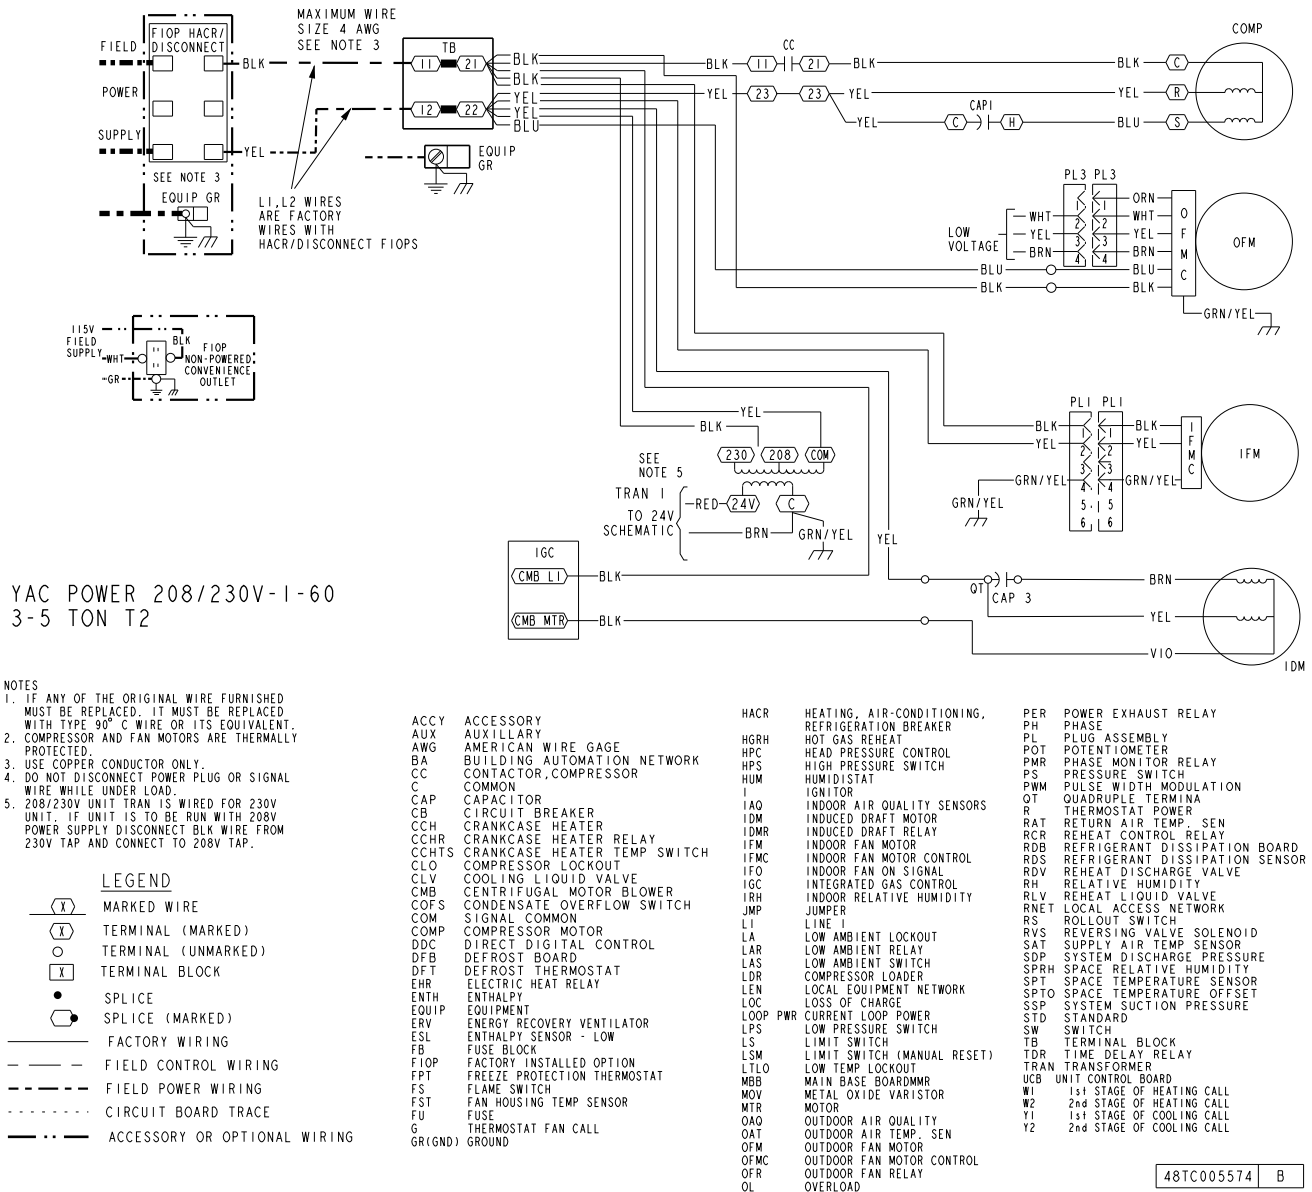 MAXIMUM WIRE
SIZE 4 AWG
SEE NOTE 3
FIOP HACR/
DISCONNECT
FIELD
POWER
SUPPLY
BLK
YEL
SEE NOTE 3
EQUIP GR
L1,L2 WIRES
ARE FACTORY
WIRES WITH
HACR/DISCONNECT FIOPS
TB
11 21
12 22
EQUIP
GR
BLK
BLK
YEL
YEL
BLU
CC
BLK 11 21 BLK
YEL 23 23 YEL
YEL
CAP1
C H
COMP
BLK C
YEL R
BLU S
PL3 PL3
LOW
VOLTAGE
WHT
YEL
BRN
1
2
3
4
1
2
3
4
ORN
WHT
YEL
BRN
BLU BLU
BLK BLK
OFMC
OFM
GRN/YEL
115V
FIELD
SUPPLY
BLK
WHT
GR
FIOP
NON-POWERED
CONVENIENCE
OUTLET
PL1 PL1
BLK
YEL
GRN/YEL
1
2
3
4
5
6
1
2
3
4
5
6
BLK
YEL
GRN/YEL
IFMC
IFM
GRN/YEL
YEL
BLK
230 208 COM
SEE
NOTE 5
TRAN 1
TO 24V
SCHEMATIC
RED 24V C
BRN
GRN/YEL
YEL
IGC
CMB L1 BLK
CMB MTR BLK
QT
CAP 3
BRN
YEL
VIO
IDM
YAC POWER 208/230V-1-60
3-5 TON T2
NOTES
1. IF ANY OF THE ORIGINAL WIRE FURNISHED
MUST BE REPLACED. IT MUST BE REPLACED
WITH TYPE 90° C WIRE OR ITS EQUIVALENT.
2. COMPRESSOR AND FAN MOTORS ARE THERMALLY
PROTECTED.
3. USE COPPER CONDUCTOR ONLY.
4. DO NOT DISCONNECT POWER PLUG OR SIGNAL
WIRE WHILE UNDER LOAD.
5. 208/230V UNIT TRAN IS WIRED FOR 230V
UNIT. IF UNIT IS TO BE RUN WITH 208V
POWER SUPPLY DISCONNECT BLK WIRE FROM
230V TAP AND CONNECT TO 208V TAP.
LEGEND
X MARKED WIRE
X TERMINAL (MARKED)
TERMINAL (UNMARKED)
X TERMINAL BLOCK
SPLICE
SPLICE (MARKED)
FACTORY WIRING
FIELD CONTROL WIRING
FIELD POWER WIRING
CIRCUIT BOARD TRACE
ACCESSORY OR OPTIONAL WIRING
ACCY ACCESSORY
AUX AUXILLARY
AWG AMERICAN WIRE GAGE
BA BUILDING AUTOMATION NETWORK
CC CONTACTOR,COMPRESSOR
C COMMON
CAP CAPACITOR
CB CIRCUIT BREAKER
CCH CRANKCASE HEATER
CCHR CRANKCASE HEATER RELAY
CCHTS CRANKCASE HEATER TEMP SWITCH
CLO COMPRESSOR LOCKOUT
CLV COOLING LIQUID VALVE
CMB CENTRIFUGAL MOTOR BLOWER
COFS CONDENSATE OVERFLOW SWITCH
COM SIGNAL COMMON
COMP COMPRESSOR MOTOR
DDC DIRECT DIGITAL CONTROL
DFB DEFROST BOARD
DFT DEFROST THERMOSTAT
EHR ELECTRIC HEAT RELAY
ENTH ENTHALPY
EQUIP EQUIPMENT
ERV ENERGY RECOVERY VENTILATOR
ESL ENTHALPY SENSOR - LOW
FB FUSE BLOCK
FIOP FACTORY INSTALLED OPTION
FPT FREEZE PROTECTION THERMOSTAT
FS FLAME SWITCH
FST FAN HOUSING TEMP SENSOR
FU FUSE
G THERMOSTAT FAN CALL
GR(GND) GROUND
HACR HEATING, AIR-CONDITIONING,
REFRIGERATION BREAKER
HGRH HOT GAS REHEAT
HPC HEAD PRESSURE CONTROL
HPS HIGH PRESSURE SWITCH
HUM HUMIDISTAT
I IGNITOR
IAQ INDOOR AIR QUALITY SENSORS
IDM INDUCED DRAFT MOTOR
IDMR INDUCED DRAFT RELAY
IFM INDOOR FAN MOTOR
IFMC INDOOR FAN MOTOR CONTROL
IFO INDOOR FAN ON SIGNAL
IGC INTEGRATED GAS CONTROL
IRH INDOOR RELATIVE HUMIDITY
JMP JUMPER
L1 LINE 1
LA LOW AMBIENT LOCKOUT
LAR LOW AMBIENT RELAY
LAS LOW AMBIENT SWITCH
LDR COMPRESSOR LOADER
LEN LOCAL EQUIPMENT NETWORK
LOC LOSS OF CHARGE
LOOP PWR CURRENT LOOP POWER
LPS LOW PRESSURE SWITCH
LS LIMIT SWITCH
LSM LIMIT SWITCH (MANUAL RESET)
LTLO LOW TEMP LOCKOUT
MBB MAIN BASE BOARDMMR
MOV METAL OXIDE VARISTOR
MTR MOTOR
OAQ OUTDOOR AIR QUALITY
OAT OUTDOOR AIR TEMP. SEN
OFM OUTDOOR FAN MOTOR
OFMC OUTDOOR FAN MOTOR CONTROL
OFR OUTDOOR FAN RELAY
OL OVERLOAD
PER POWER EXHAUST RELAY
PH PHASE
PL PLUG ASSEMBLY
POT POTENTIOMETER
PMR PHASE MONITOR RELAY
PS PRESSURE SWITCH
PWM PULSE WIDTH MODULATION
QT QUADRUPLE TERMINA
R THERMOSTAT POWER
RAT RETURN AIR TEMP. SEN
RCR REHEAT CONTROL RELAY
RDB REFRIGERANT DISSIPATION BOARD
RDS REFRIGERANT DISSIPATION SENSOR
RDV REHEAT DISCHARGE VALVE
RH RELATIVE HUMIDITY
RLV REHEAT LIQUID VALVE
RNET LOCAL ACCESS NETWORK
RS ROLLOUT SWITCH
RVS REVERSING VALVE SOLENOID
SAT SUPPLY AIR TEMP SENSOR
SDP SYSTEM DISCHARGE PRESSURE
SPRH SPACE RELATIVE HUMIDITY
SPT SPACE TEMPERATURE SENSOR
SPTO SPACE TEMPERATURE OFFSET
SSP SYSTEM SUCTION PRESSURE
STD STANDARD
SW SWITCH
TB TERMINAL BLOCK
TDR TIME DELAY RELAY
TRAN TRANSFORMER
UCB UNIT CONTROL BOARD
W1 1st STAGE OF HEATING CALL
W2 2nd STAGE OF HEATING CALL
Y1 1st STAGE OF COOLING CALL
Y2 2nd STAGE OF COOLING CALL
48TC005574 B